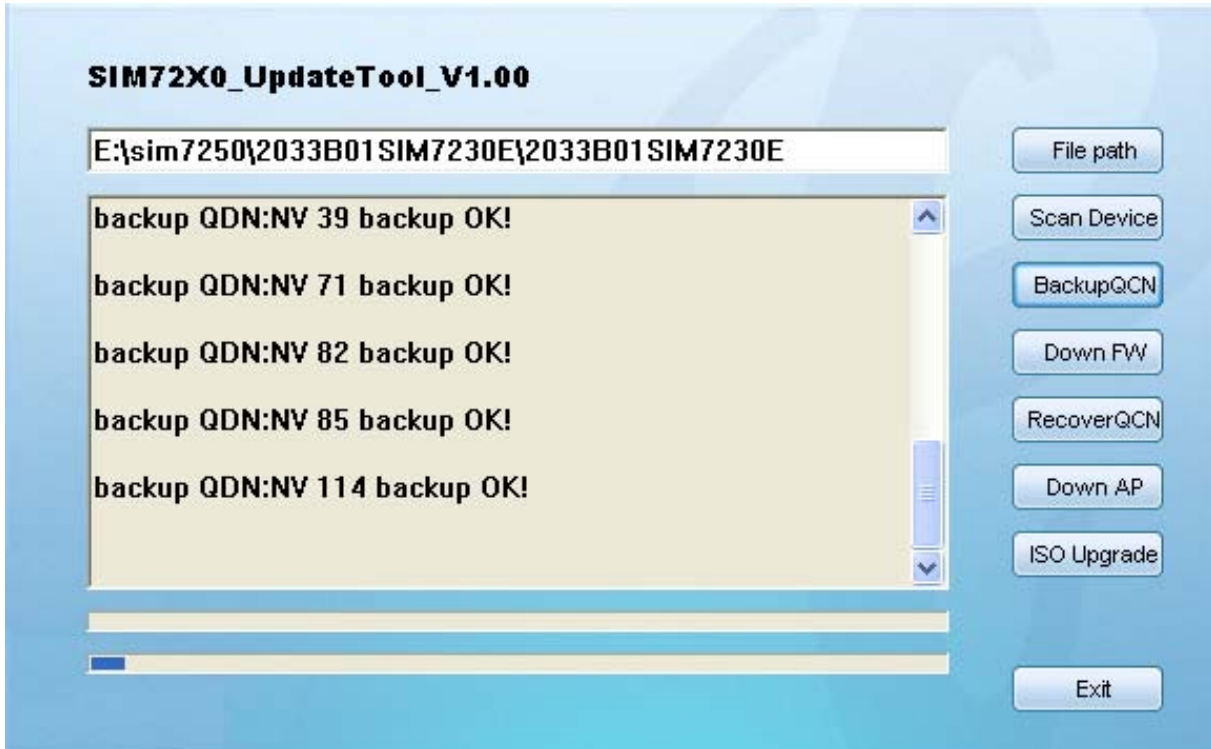 SIM72X0_UpdateTool_V1.00
E:\sim7250\2033B01SIM7230E\2033B01SIM7230E
File path
backup QDN:NV 39 backup OK!
Scan Device
backup QDN:NV 71 backup OK!
BackupQCN
backup QDN:NV 82 backup OK!
Down FW
backup QDN:NV 85 backup OK!
RecoverQCN
backup QDN:NV 114 backup OK!
Down AP
ISO Upgrade
Exit